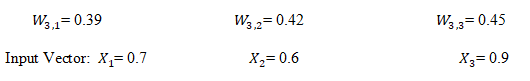 W₃,₁= 0.39 W₃,₂= 0.42 W₃,₃= 0.45
Input Vector: X₁= 0.7 X₂= 0.6 X₃= 0.9